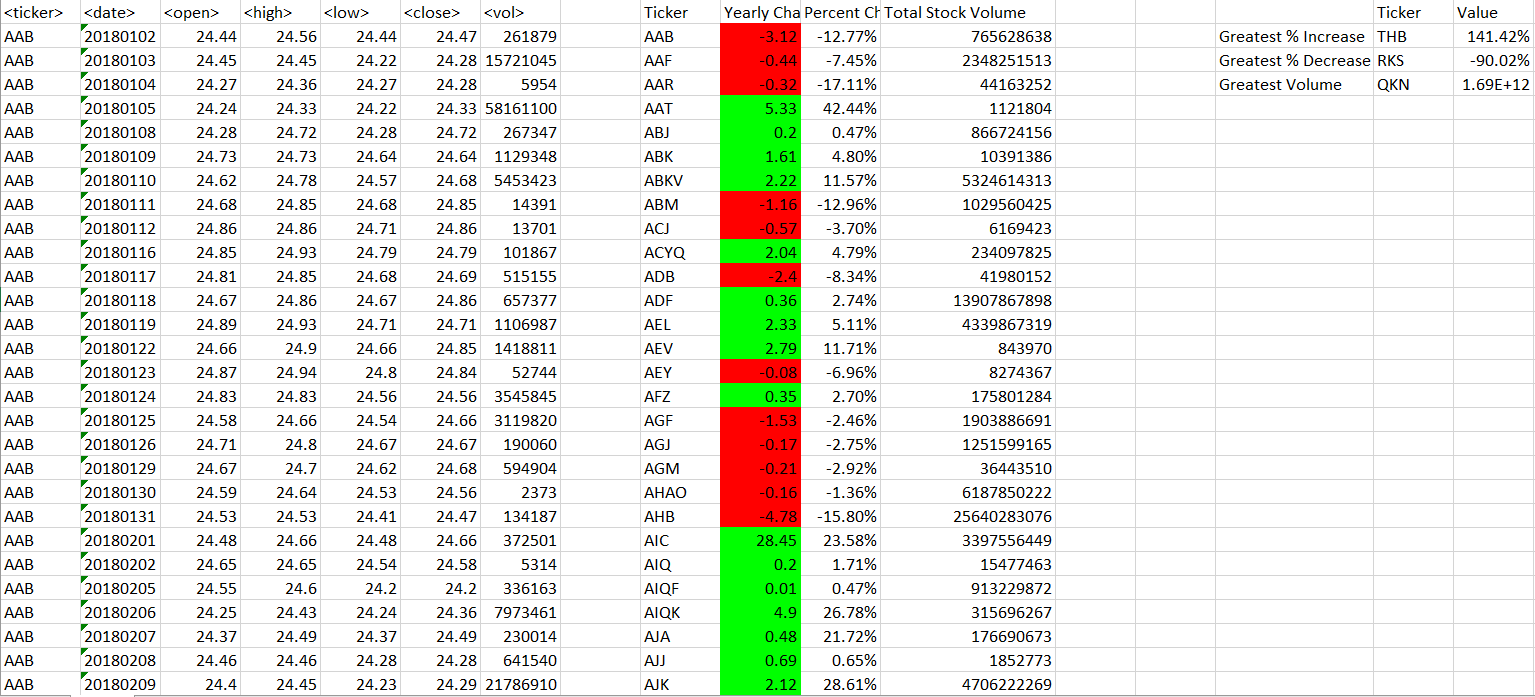 <ticker> <date> <open> <high> <low> <close> <vol> Ticker Yearly Cha Percent Ch Total Stock Volume Ticker Value
AAB 20180102 24.44 24.56 24.44 24.47 261879 AAB -3.12 -12.77% 765628638 Greatest % Increase THB 141.42%
AAB 20180103 24.45 24.45 24.22 24.28 15721045 AAF -0.44 -7.45% 2348251513 Greatest % Decrease RKS -90.02%
AAB 20180104 24.27 24.36 24.27 24.28 5954 AAR -0.32 -17.11% 44163252 Greatest Volume QKN 1.69E+12
AAB 20180105 24.24 24.33 24.22 24.33 58161100 AAT 5.33 42.44% 1121804
AAB 20180108 24.28 24.72 24.28 24.72 267347 ABJ 0.2 0.47% 866724156
AAB 20180109 24.73 24.73 24.64 24.64 1129348 ABK 1.61 4.80% 10391386
AAB 20180110 24.62 24.78 24.57 24.68 5453423 ABKV 2.22 11.57% 5324614313
AAB 20180111 24.68 24.85 24.68 24.85 14391 ABM -1.16 -12.96% 1029560425
AAB 20180112 24.86 24.86 24.71 24.86 13701 ACJ -0.57 -3.70% 6169423
AAB 20180116 24.85 24.93 24.79 24.79 101867 ACYQ 2.04 4.79% 234097825
AAB 20180117 24.81 24.85 24.68 24.69 515155 ADB -2.4 -8.34% 41980152
AAB 20180118 24.67 24.86 24.67 24.86 657377 ADF 0.36 2.74% 13907867898
AAB 20180119 24.89 24.93 24.71 24.71 1106987 AEL 2.33 5.11% 4339867319
AAB 20180122 24.66 24.9 24.66 24.85 1418811 AEV 2.79 11.71% 843970
AAB 20180123 24.87 24.94 24.8 24.84 52744 AEY -0.08 -6.96% 8274367
AAB 20180124 24.83 24.83 24.56 24.56 3545845 AFZ 0.35 2.70% 175801284
AAB 20180125 24.58 24.66 24.54 24.66 3119820 AGF -1.53 -2.46% 1903886691
AAB 20180126 24.71 24.8 24.67 24.67 190060 AGJ -0.17 -2.75% 1251599165
AAB 20180129 24.67 24.7 24.62 24.68 594904 AGM -0.21 -2.92% 36443510
AAB 20180130 24.59 24.64 24.53 24.56 2373 AHAO -0.16 -1.36% 6187850222
AAB 20180131 24.53 24.53 24.41 24.47 134187 AHB -4.78 -15.80% 25640283076
AAB 20180201 24.48 24.66 24.48 24.66 372501 AIC 28.45 23.58% 3397556449
AAB 20180202 24.65 24.65 24.54 24.58 5314 AIQ 0.2 1.71% 15477463
AAB 20180205 24.55 24.6 24.2 24.2 336163 AIQF 0.01 0.47% 913229872
AAB 20180206 24.25 24.43 24.24 24.36 7973461 AIQK 4.9 26.78% 315696267
AAB 20180207 24.37 24.49 24.37 24.49 230014 AJA 0.48 21.72% 176690673
AAB 20180208 24.46 24.46 24.28 24.28 641540 AJJ 0.69 0.65% 1852773
AAB 20180209 24.4 24.45 24.23 24.29 21786910 AJK 2.12 28.61% 4706222269